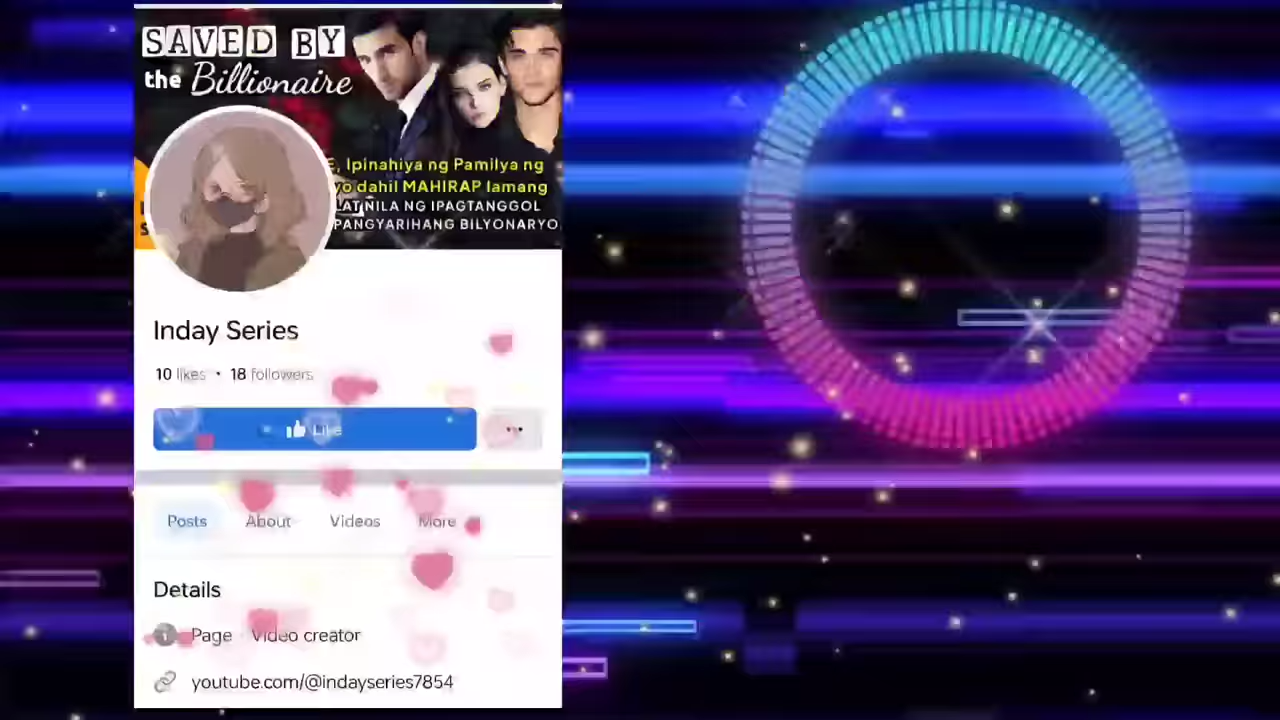 SAVED BY
the Billionaire
E, Ipinahiya ng Pamilya ng
yo dahil MAHIRAP lamang
LAT NILA NG IPAGTANGGOL
PANGYARIHANG BILYONARYO
Inday Series
10 likes • 18 followers
Like
Posts About Videos More
Details
Page · Video creator
youtube.com/@indayseries7854